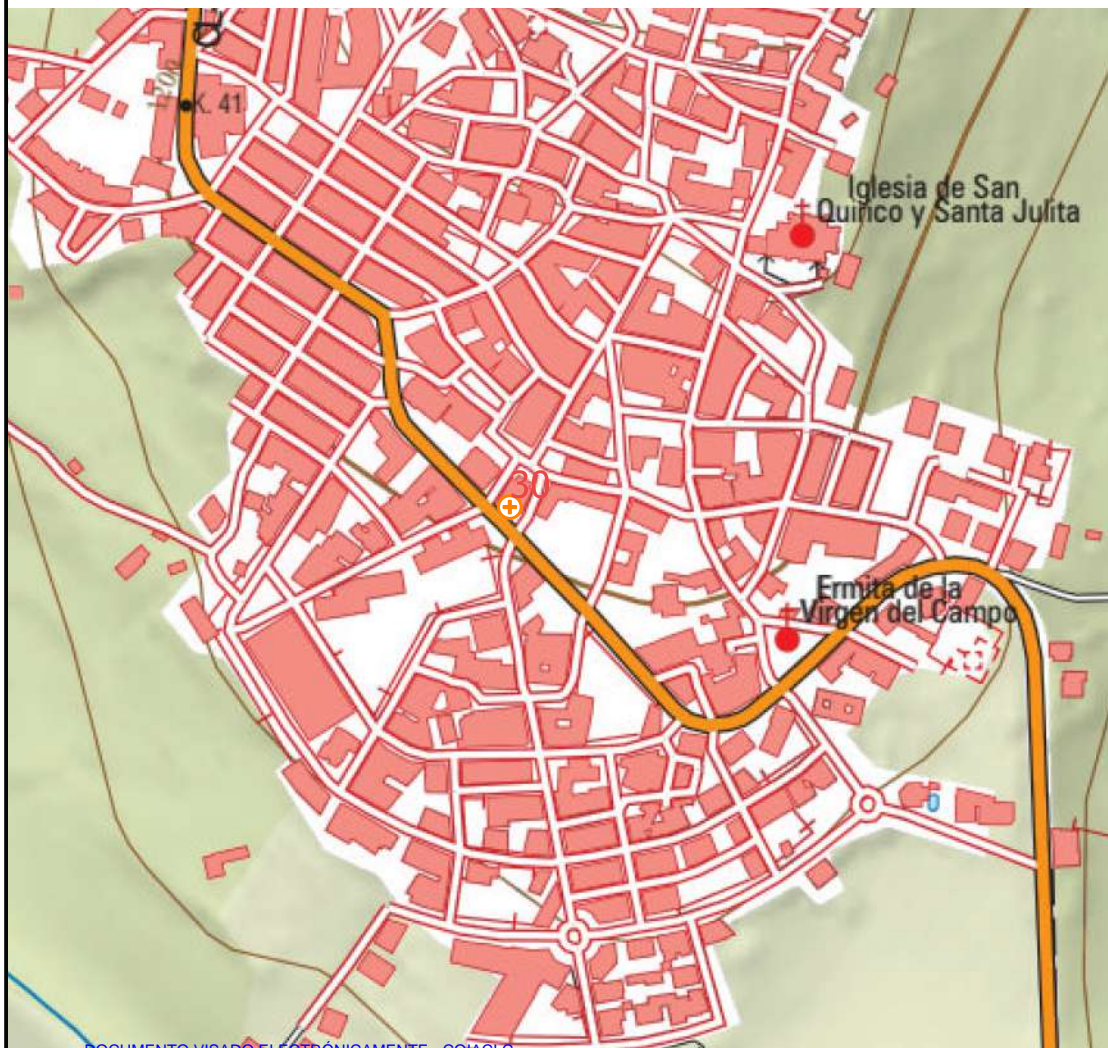 K. 41
Iglesia de San
Quirico y Santa Julita
30
Ermita de la
Virgen del Campo